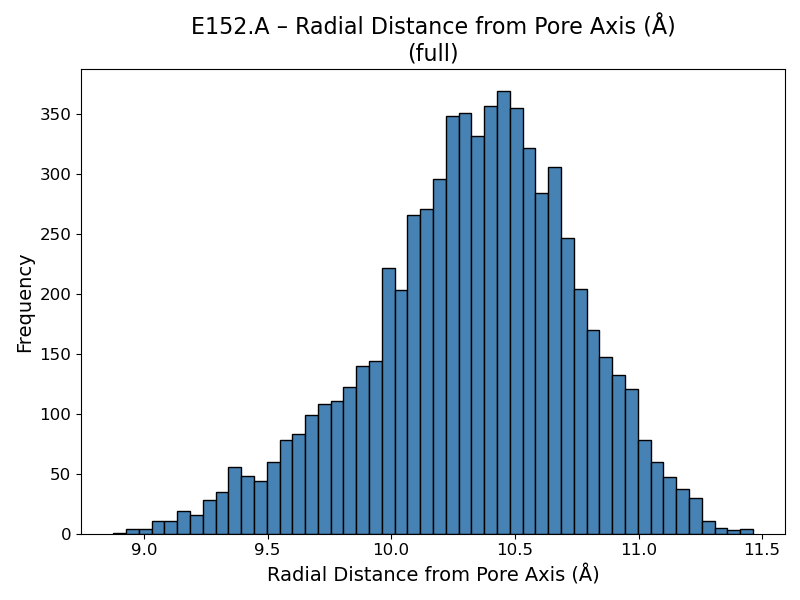 E152.A – Radial Distance from Pore Axis (Å)
(full)
350
300
250
200
150
100
50
0
Frequency
9.0 9.5 10.0 10.5 11.0 11.5
Radial Distance from Pore Axis (Å)